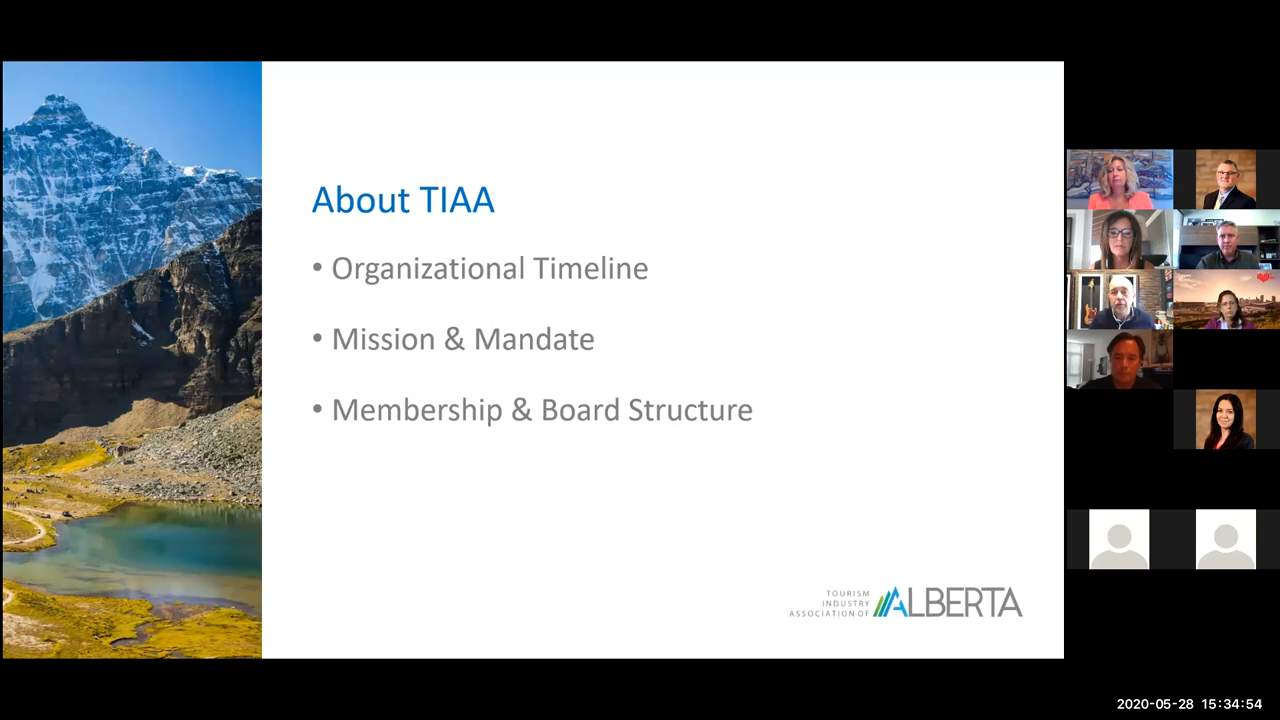 About TIAA
• Organizational Timeline
• Mission & Mandate
• Membership & Board Structure
TOURISM
INDUSTRY
ASSOCIATION OF
ALBERTA
2020-05-28 15:34:54